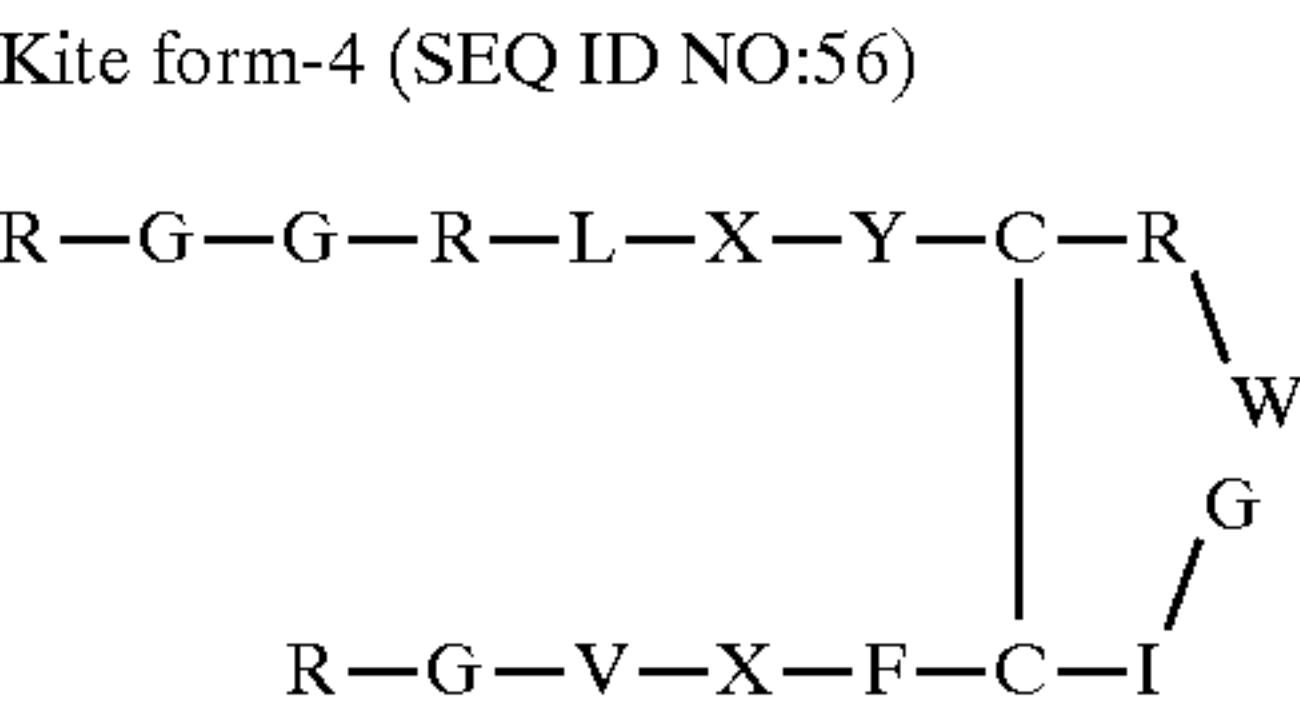 Kite form-4 (SEQ ID NO:56)
R—G—G—R—L—X—Y—C—R
W
G
R—G—V—X—F—C—I